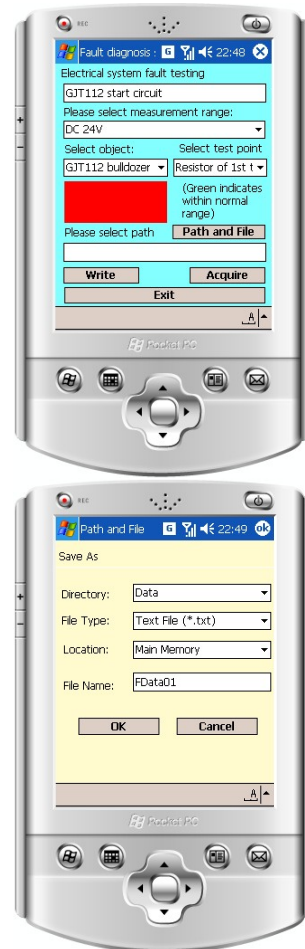 REC
Fault diagnosis : G 22:48
Electrical system fault testing
GJT112 start circuit
Please select measurement range:
DC 24V
Select object: Select test point
GJT112 bulldozer Resistor of 1st t
(Green indicates
within normal
range)
Please select path Path and File
Write Acquire
Exit
A
Pocket PC
REC
Path and File G 22:49 ok
Save As
Directory: Data
File Type: Text File (*.txt)
Location: Main Memory
File Name: FData01
OK Cancel
A
Pocket PC